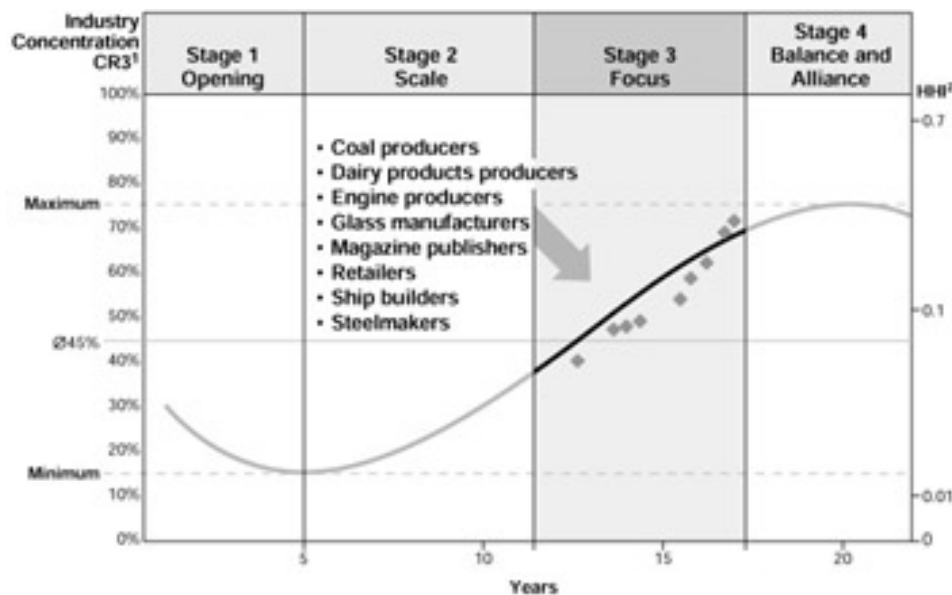 Industry
Concentration
CR3¹
Stage 1
Opening
Stage 2
Scale
Stage 3
Focus
Stage 4
Balance and
Alliance
100%
90%
80%
Maximum
70%
60%
50%
Ø45%
40%
30%
20%
Minimum
10%
0%
• Coal producers
• Dairy products producers
• Engine producers
• Glass manufacturers
• Magazine publishers
• Retailers
• Ship builders
• Steelmakers
HHI²
0.7
0.1
0.01
0
5
10
15
20
Years